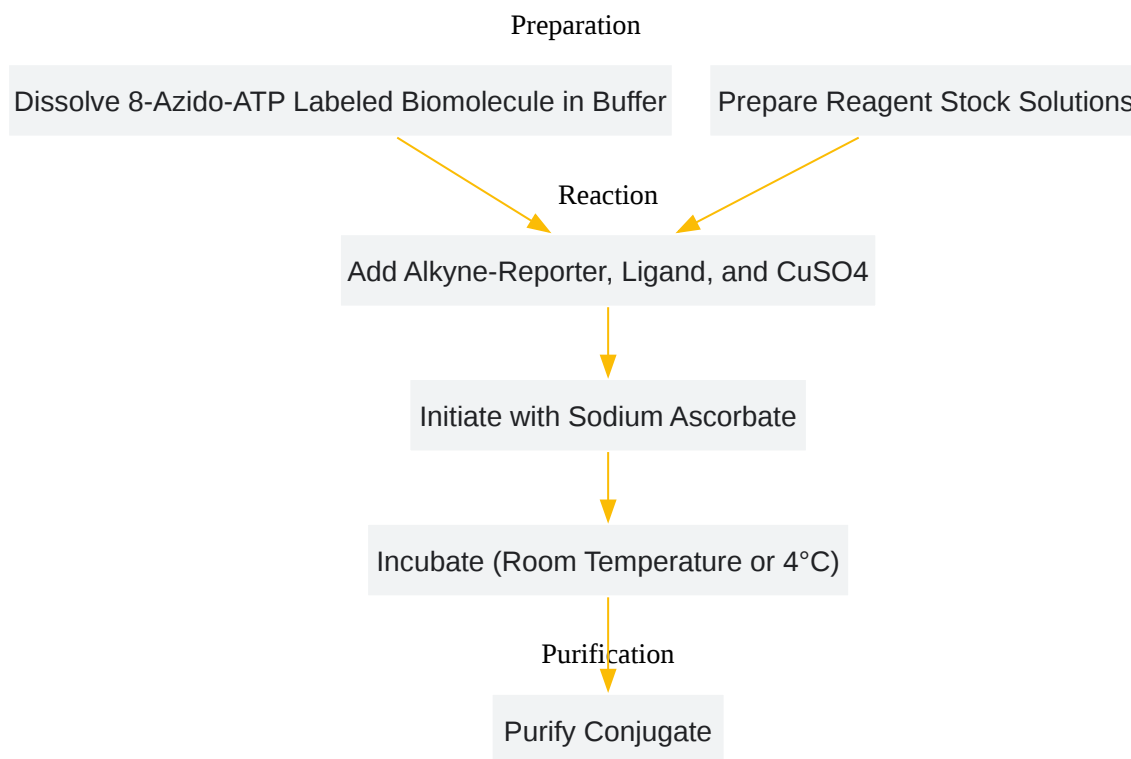 Preparation
Dissolve 8-Azido-ATP Labeled Biomolecule in Buffer
Prepare Reagent Stock Solutions
Reaction
Add Alkyne-Reporter, Ligand, and CuSO4
Initiate with Sodium Ascorbate
Incubate (Room Temperature or 4°C)
Purification
Purify Conjugate